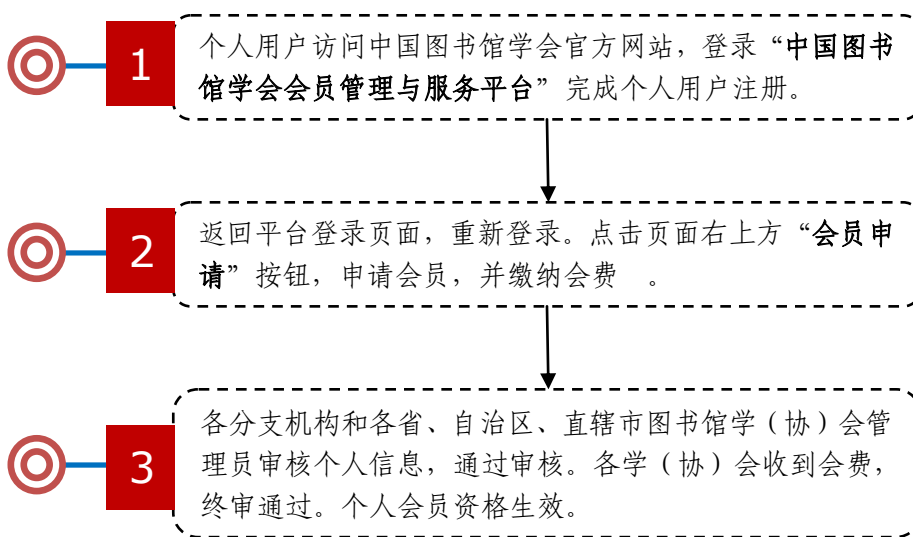 1
个人用户访问中国图书馆学会官方网站，登录“中国图书
馆学会会员管理与服务平台”完成个人用户注册。
2
返回平台登录页面，重新登录。点击页面右上方“会员申
请”按钮，申请会员，并缴纳会费 。
3
各分支机构和各省、自治区、直辖市图书馆学（协）会管
理员审核个人信息，通过审核。各学（协）会收到会费，
终审通过。个人会员资格生效。